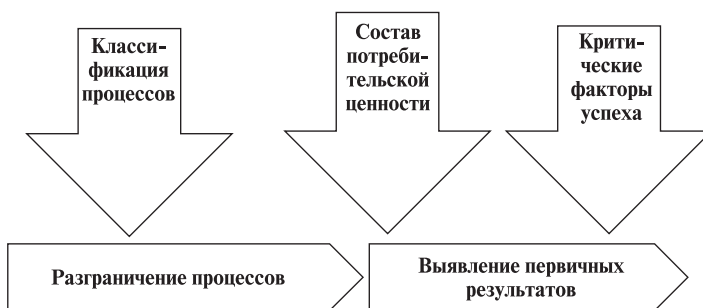 Класси-
фикация
процессов
Состав
потреби-
тельской
ценности
Крити-
ческие
факторы
успеха
Разграничение процессов
Выявление первичных
результатов